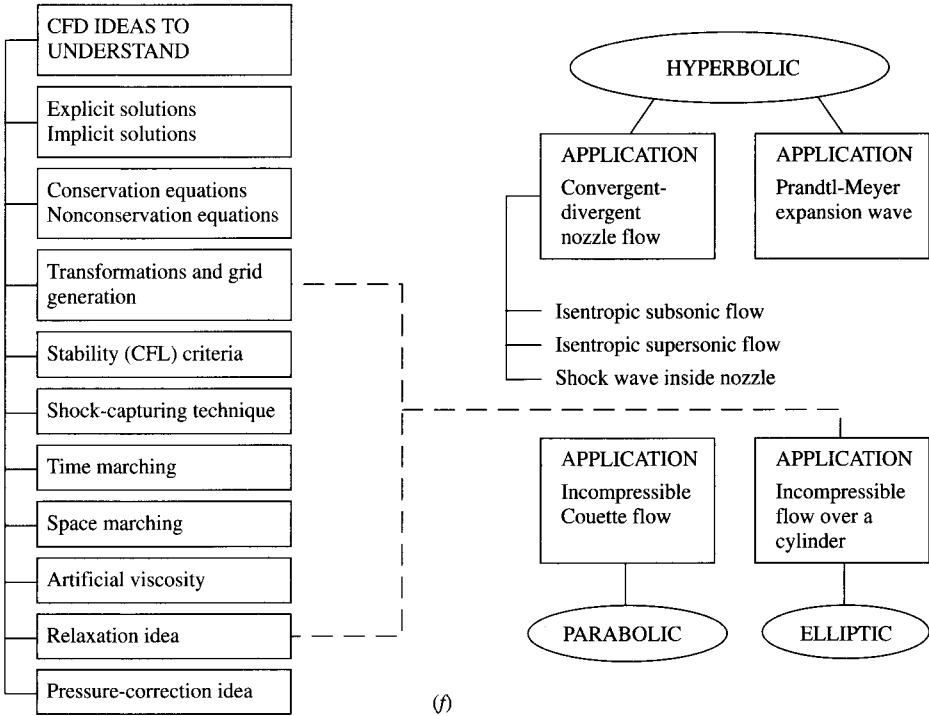 CFD IDEAS TO
UNDERSTAND
Explicit solutions
Implicit solutions
Conservation equations
Nonconservation equations
Transformations and grid
generation
Stability (CFL) criteria
Shock-capturing technique
Time marching
Space marching
Artificial viscosity
Relaxation idea
Pressure-correction idea
HYPERBOLIC
APPLICATION
Convergent-
divergent
nozzle flow
APPLICATION
Prandtl-Meyer
expansion wave
Isentropic subsonic flow
Isentropic supersonic flow
Shock wave inside nozzle
APPLICATION
Incompressible
Couette flow
APPLICATION
Incompressible
flow over a
cylinder
PARABOLIC
ELLIPTIC
(f)